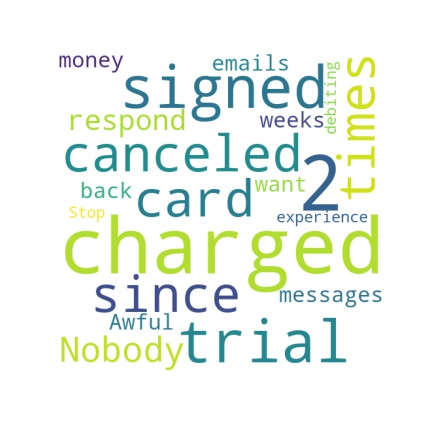 money
emails
debiting
signed
times
respond
weeks
canceled
2
back
card
want
Stop
experience
charged
since
messages
Awful
Nobody
trial